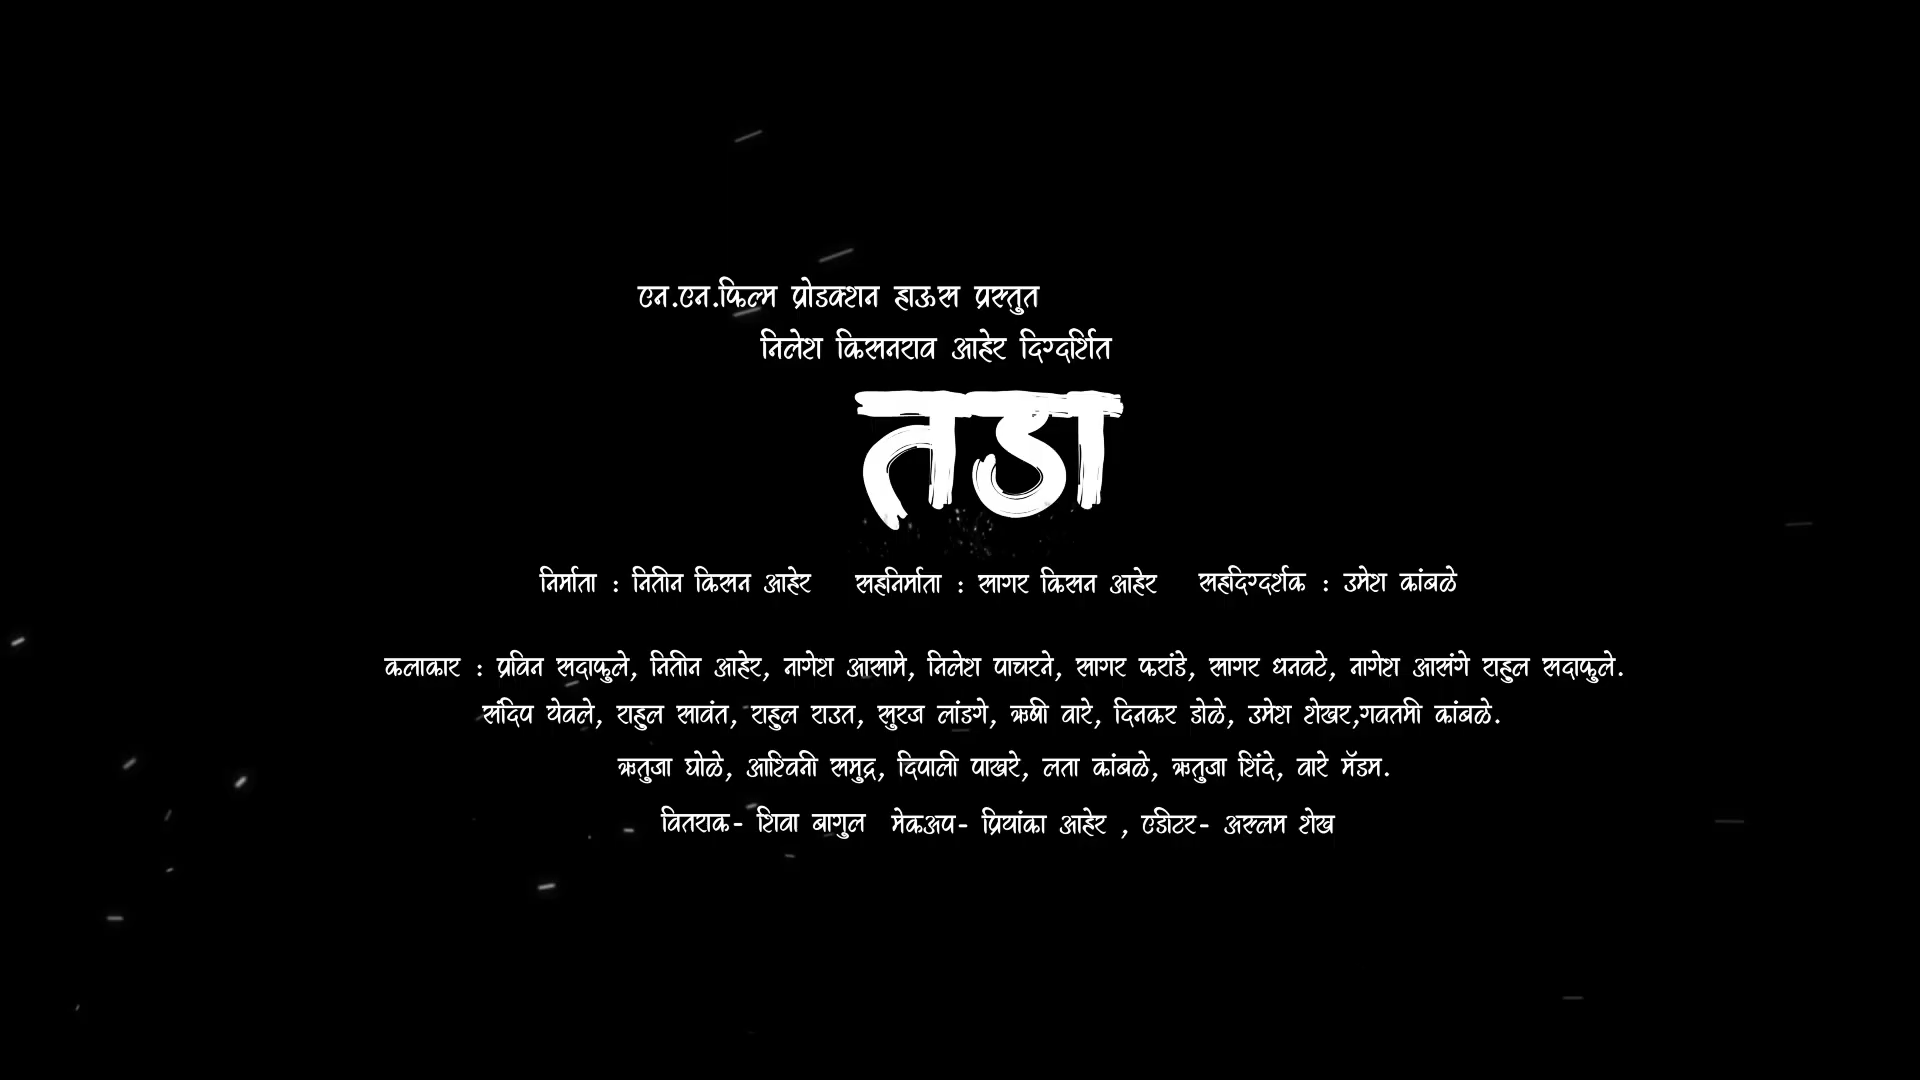 एन.एन.फिल्म प्रोडक्शन हाऊस प्रस्तुत
निलेश किसनराव आहेर दिग्दर्शित
तडा
निर्माता : नितीन किसन आहेर सहनिर्माता : सागर किसन आहेर सहदिग्दर्शक : उमेश कांबळे
कलाकार : प्रविन सदाफुले, नितीन आहेर, नागेश आसामे, निलेश पाचरने, सागर फरांडे, सागर धनवटे, नागेश आसंगे राहुल सदाफुले.
संदिप येवले, राहुल सावंत, राहुल राउत, सुरज लांडगे, ऋषी वारे, दिनकर डोळे, उमेश शेखर,गवतमी कांबळे.
ऋतुजा घोळे, आश्विनी समुद्र, दिपाली पाखरे, लता कांबळे, ऋतुजा शिंदे, वारे मॅडम.
वितराक- शिवा बागुल मेकअप- प्रियांका आहेर , एडीटर- अस्लम शेख